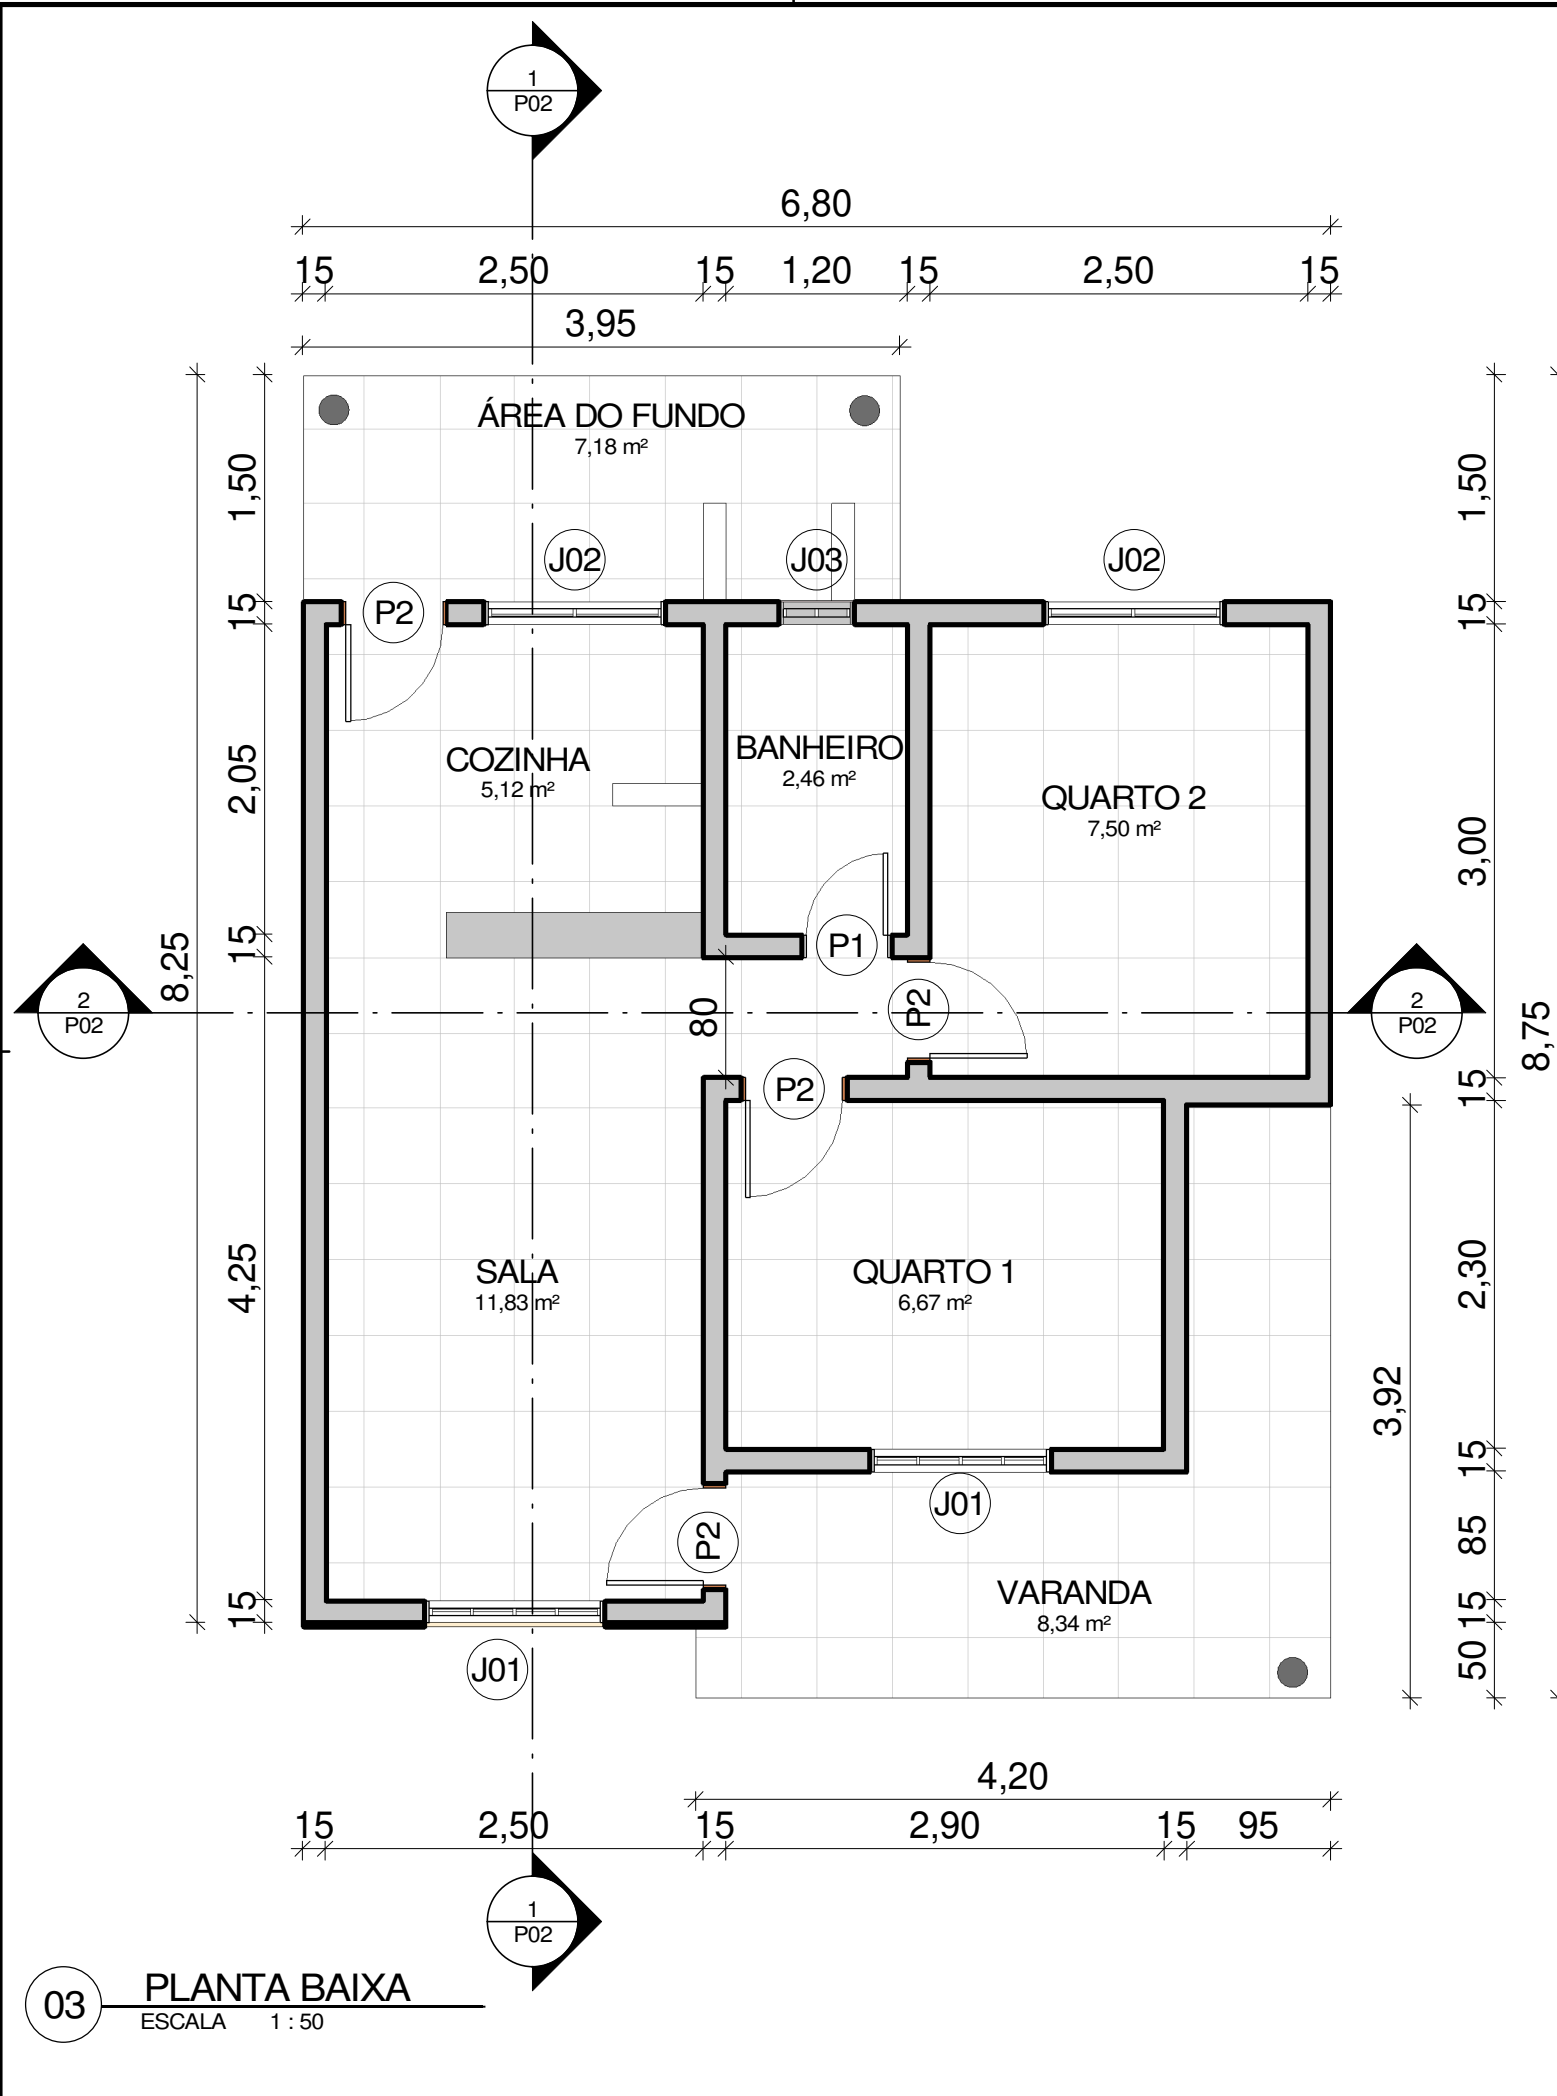 1
P02
6,80
15 2,50 15 1,20 15 2,50 15
3,95
ÁREA DO FUNDO
7,18 m²
1,50
1,50
J02
J03
J02
P2
15
15
COZINHA
5,12 m²
BANHEIRO
2,46 m²
QUARTO 2
7,50 m²
2,05
3,00
8,25
15
P1
2
P02
80
P2
2
P02
8,75
P2
15
SALA
11,83 m²
QUARTO 1
6,67 m²
4,25
2,30
3,92
15
J01
P2
85
VARANDA
8,34 m²
15
15
50
J01
4,20
15 2,50 15 2,90 15 95
1
P02
03
PLANTA BAIXA
ESCALA 1 : 50